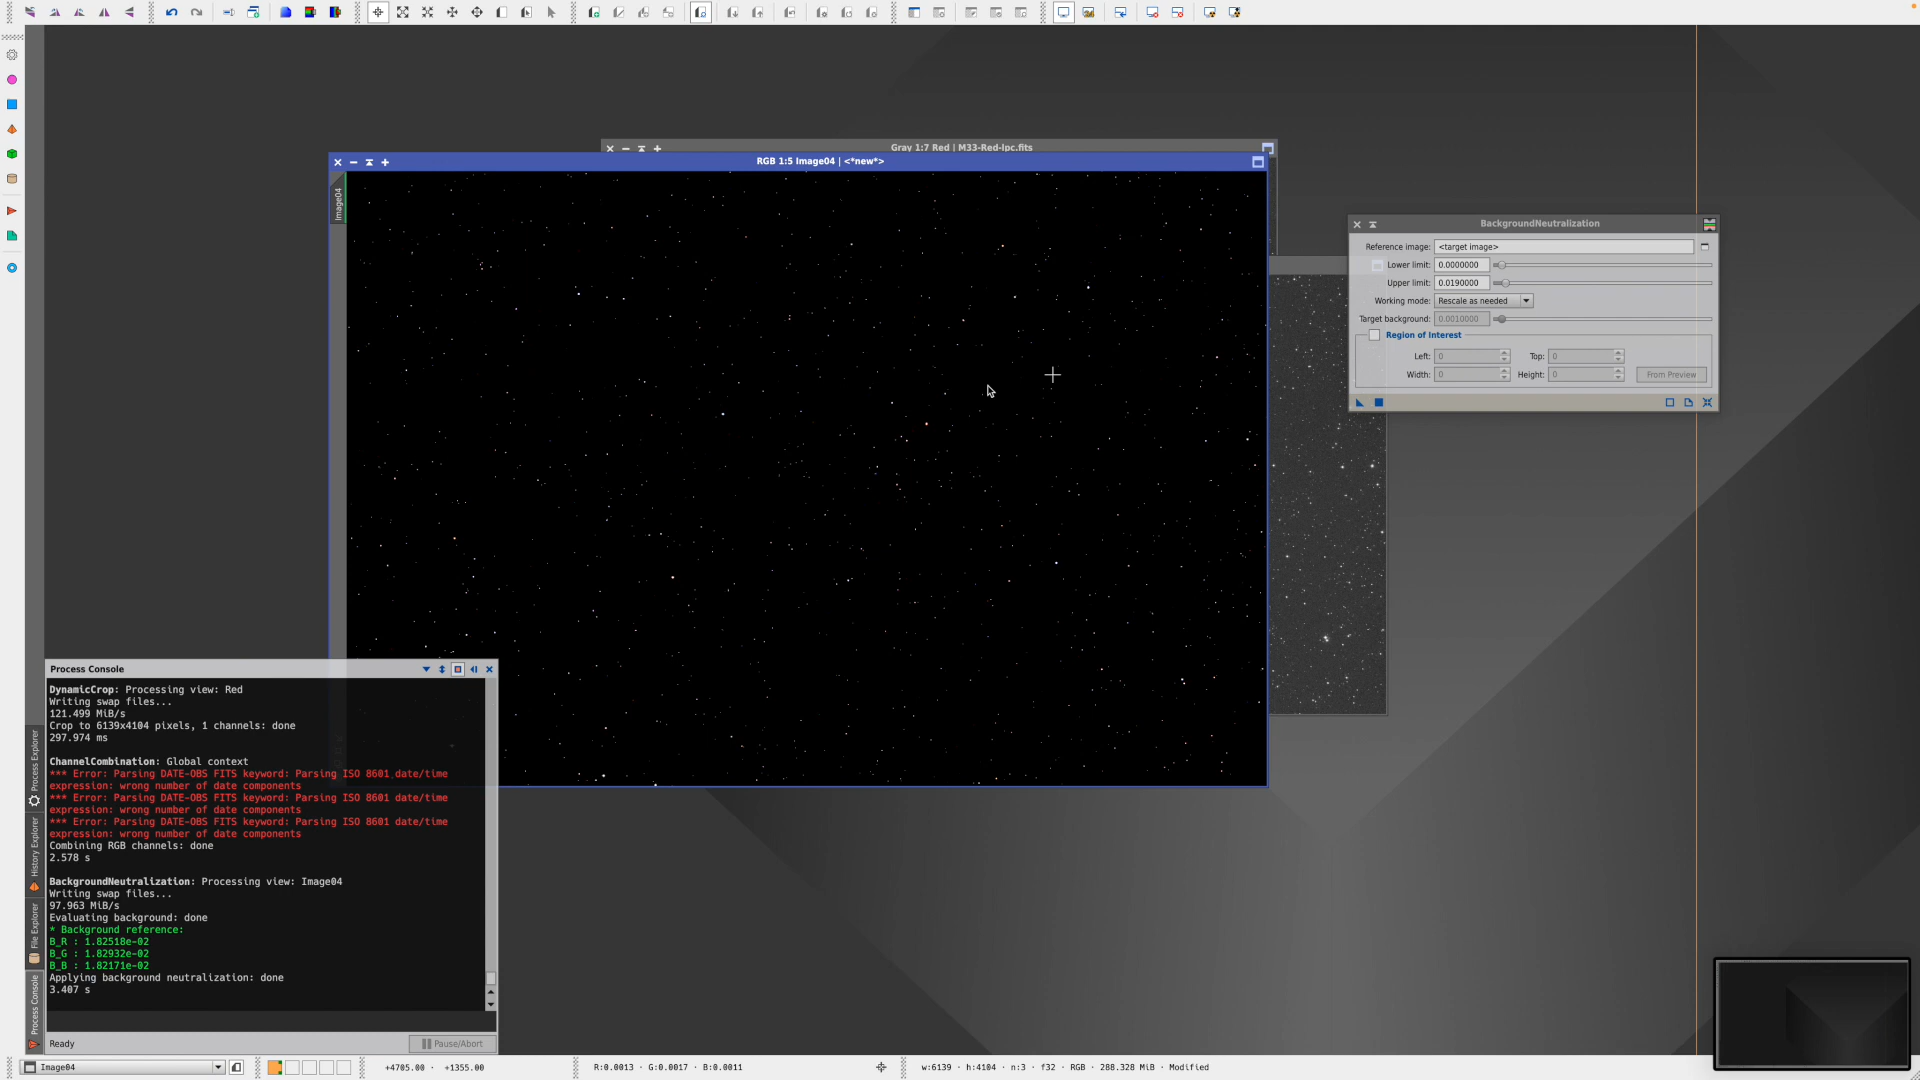 Gray 1:7 Red | M33-Red-lpc.fits
RGB 1:5 Image04 | <*new*>
Image04
BackgroundNeutralization
Reference image: <target image>
Lower limit: 0.0000000
Upper limit: 0.0190000
Working mode: Rescale as needed
Target background: 0.0010000
Region of Interest
Left: 0 Top: 0
Width: 0 Height: 0 From Preview
Process Console
DynamicCrop: Processing view: Red
Writing swap files...
121.499 MiB/s
Crop to 6139x4104 pixels, 1 channels: done
297.974 ms
ChannelCombination: Global context
*** Error: Parsing DATE-OBS FITS keyword: Parsing ISO 8601 date/time
expression: wrong number of date components
*** Error: Parsing DATE-OBS FITS keyword: Parsing ISO 8601 date/time
expression: wrong number of date components
*** Error: Parsing DATE-OBS FITS keyword: Parsing ISO 8601 date/time
expression: wrong number of date components
Combining RGB channels: done
2.578 s
BackgroundNeutralization: Processing view: Image04
Writing swap files...
97.963 MiB/s
Evaluating background: done
* Background reference:
B_R : 1.82518e-02
B_G : 1.82932e-02
B_B : 1.82171e-02
Applying background neutralization: done
3.407 s
Ready
Pause/Abort
Process Explorer
History Explorer
File Explorer
Process Console
Image04
+4705.00 · +1355.00
R:0.0013 · G:0.0017 · B:0.0011
w:6139 · h:4104 · n:3 · f32 · RGB · 288.328 MiB · Modified